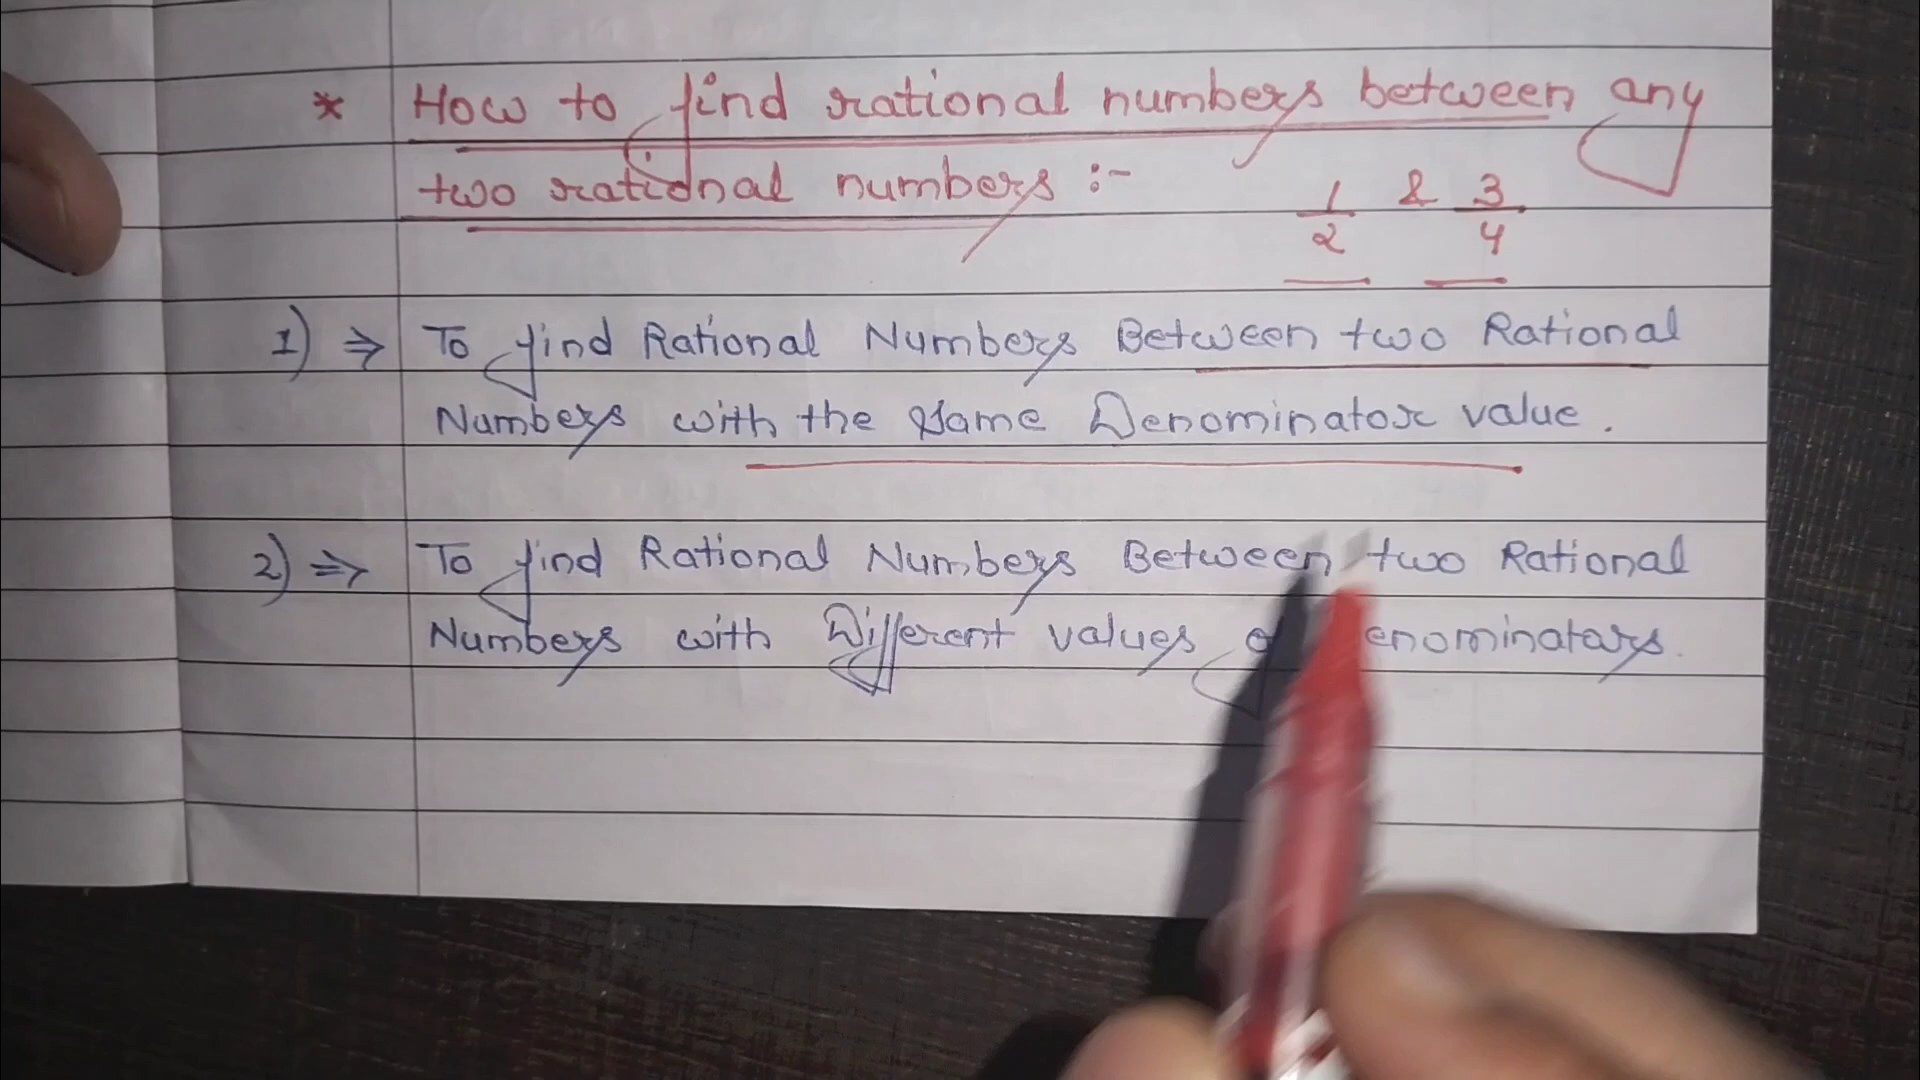 * How to find rational numbers between any
two rational numbers :-
1/2 & 3/4
1) ⇒ To find Rational Numbers Between two Rational
Numbers with the Same Denominator value.
2) ⇒ To find Rational Numbers Between two Rational
Numbers with Different values enominators.